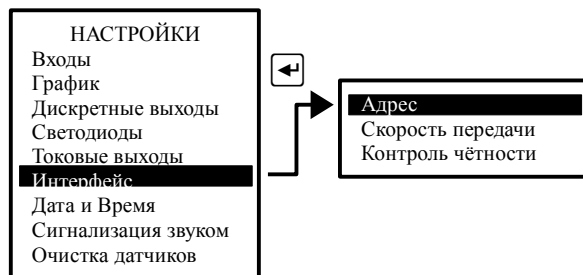 НАСТРОЙКИ
Входы
График
Дискретные выходы
Светодиоды
Токовые выходы
Интерфейс
Дата и Время
Сигнализация звуком
Очистка датчиков
Адрес
Скорость передачи
Контроль чётности